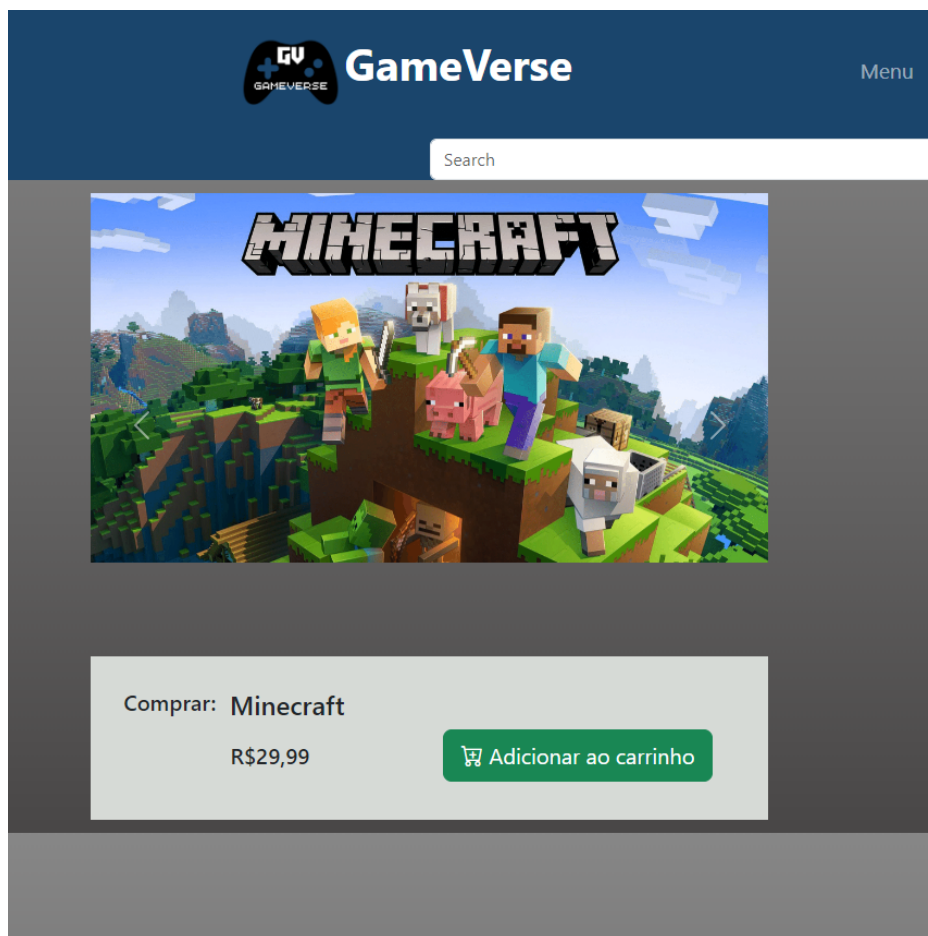 GV
GAMEVERSE
GameVerse
Menu
Search
MINECRAFT
Comprar: Minecraft
R$29,99
Adicionar ao carrinho